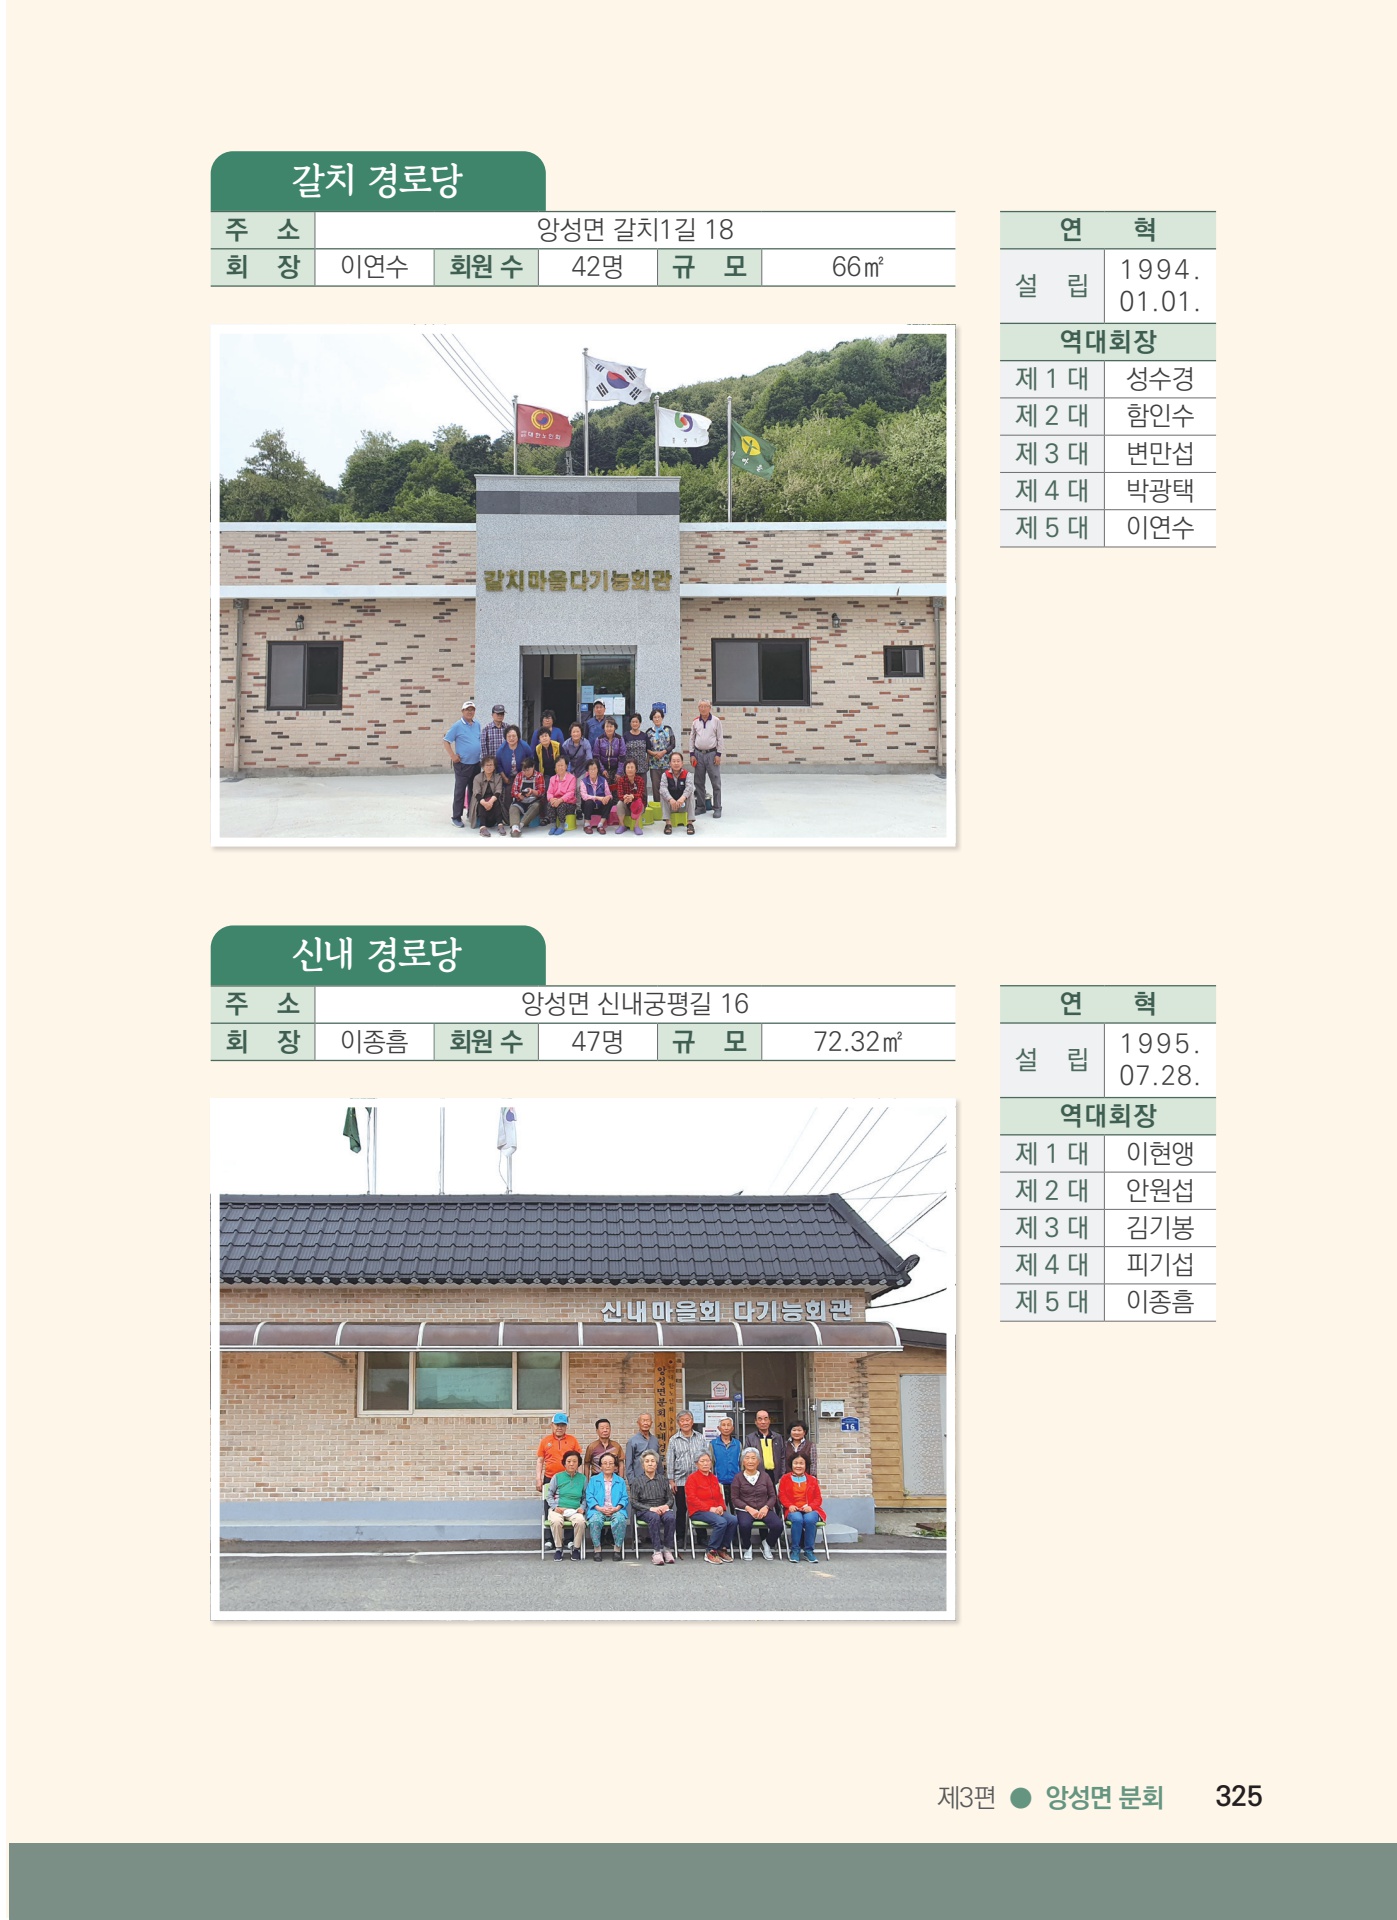 갈치 경로당
주 소 앙성면 갈치1길 18
회 장 이연수 회원 수 42명 규 모 66㎡
연 혁
설 립 1994. 01.01.
역대회장
제 1 대 성수경
제 2 대 함인수
제 3 대 변만섭
제 4 대 박광택
제 5 대 이연수
대한노인회
갈치마을다기능회관
신내 경로당
주 소 앙성면 신내궁평길 16
회 장 이종흠 회원 수 47명 규 모 72.32㎡
연 혁
설 립 1995. 07.28.
역대회장
제 1 대 이현앵
제 2 대 안원섭
제 3 대 김기봉
제 4 대 피기섭
제 5 대 이종흠
신내마을회 다기능회관
앙성면분회 신내경
16
제3편 ● 앙성면 분회 325